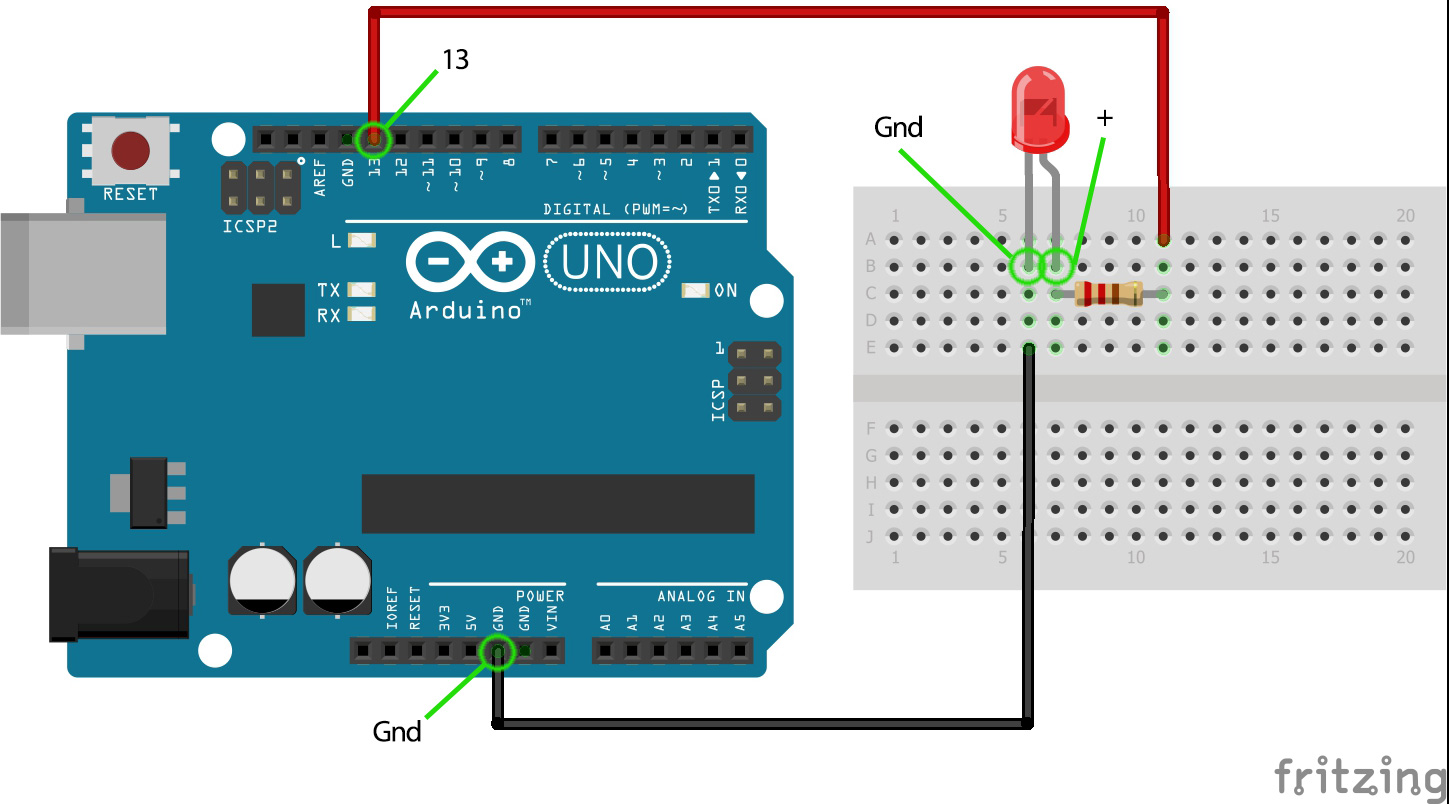 13
Gnd
+
RESET
ICSP2
AREF
GND
13
12
~11
~10
~9
8
7
~6
~5
4
~3
2
TX0▶1
RX0◀0
DIGITAL (PWM=~)
L
TX
RX
UNO
Arduino™
ON
1
ICSP
IOREF
RESET
3V3
5V
GND
GND
VIN
POWER
ANALOG IN
A0
A1
A2
A3
A4
A5
Gnd
1 5 10 15 20
A
B
C
D
E
F
G
H
I
J
1 5 10 15 20
fritzing